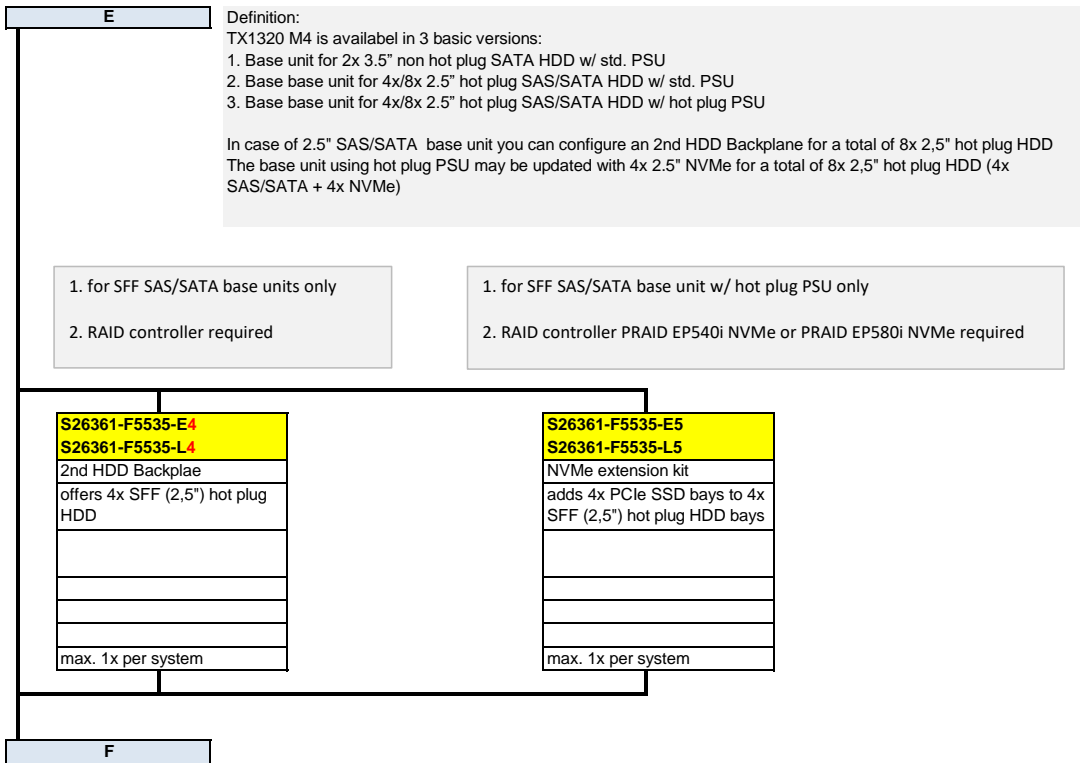 E
Definition:
TX1320 M4 is availabel in 3 basic versions:
1. Base unit for 2x 3.5” non hot plug SATA HDD w/ std. PSU
2. Base base unit for 4x/8x 2.5” hot plug SAS/SATA HDD w/ std. PSU
3. Base base unit for 4x/8x 2.5” hot plug SAS/SATA HDD w/ hot plug PSU
In case of 2.5" SAS/SATA  base unit you can configure an 2nd HDD Backplane for a total of 8x 2,5" hot plug HDD
The base unit using hot plug PSU may be updated with 4x 2.5" NVMe for a total of 8x 2,5" hot plug HDD (4x
SAS/SATA + 4x NVMe)
1. for SFF SAS/SATA base units only
2. RAID controller required
1. for SFF SAS/SATA base unit w/ hot plug PSU only
2. RAID controller PRAID EP540i NVMe or PRAID EP580i NVMe required
S26361-F5535-E4
S26361-F5535-L4
2nd HDD Backplae
offers 4x SFF (2,5") hot plug
HDD
max. 1x per system
S26361-F5535-E5
S26361-F5535-L5
NVMe extension kit
adds 4x PCIe SSD bays to 4x
SFF (2,5") hot plug HDD bays
max. 1x per system
F